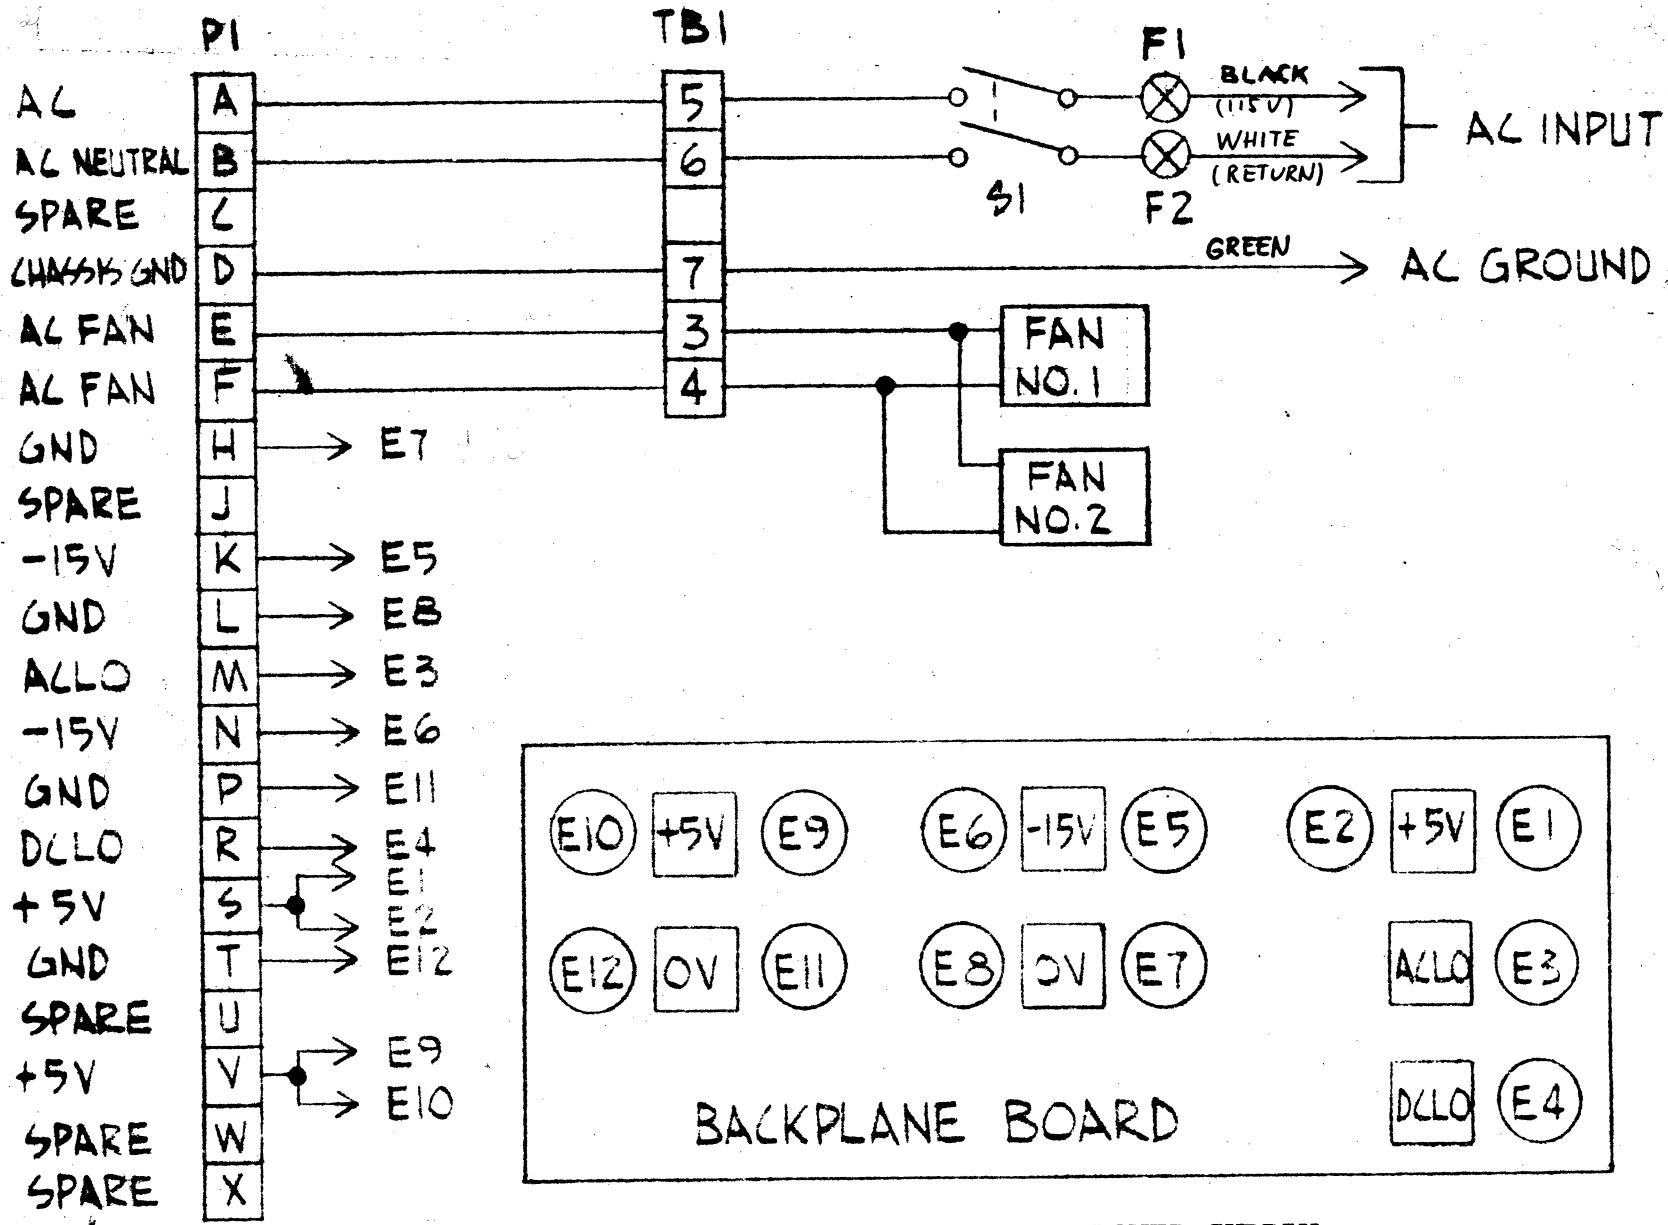 P1 TB1 F1
AC A 5 BLACK
(115V)
AC INPUT
AC NEUTRAL B 6 WHITE
(RETURN)
SPARE C S1 F2
CHASSIS GND D 7 GREEN AC GROUND
AC FAN E 3 FAN
NO.1
AC FAN F 4
GND H E7
FAN
NO.2
SPARE J
-15V K E5
GND L E8
ACLO M E3
-15V N E6
GND P E11
DCLO R E4
E1
+5V S
E2
GND T E12
SPARE U
E9
+5V V
E10
SPARE W
SPARE X
E10 +5V E9 E6 -15V E5 E2 +5V E1
E12 0V E11 E8 0V E7 ACLO E3
DCLO E4
BACKPLANE BOARD